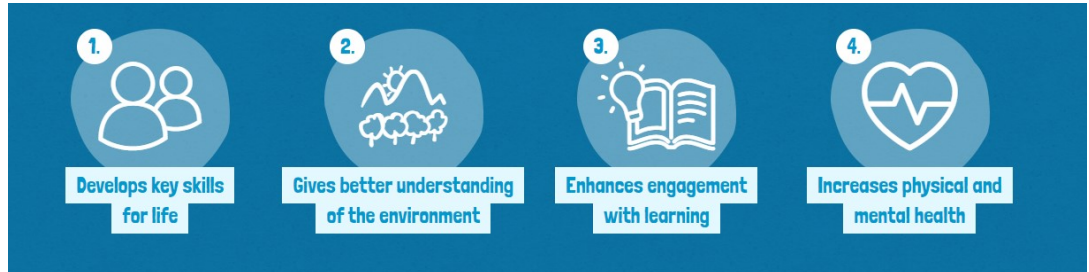 1.
Develops key skills
for life
2.
Gives better understanding
of the environment
3.
Enhances engagement
with learning
4.
Increases physical and
mental health